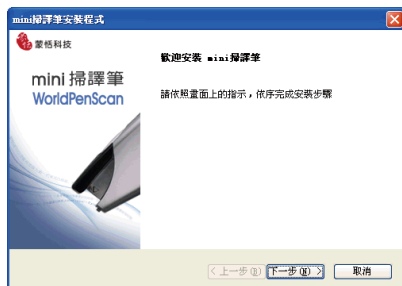 mini掃譯筆安裝程式
蒙恬科技
mini 掃譯筆
WorldPenScan
歡迎安裝 mini掃譯筆
請依照畫面上的指示，依序完成安裝步驟
< 上一步(B)
下一步(N) >
取消